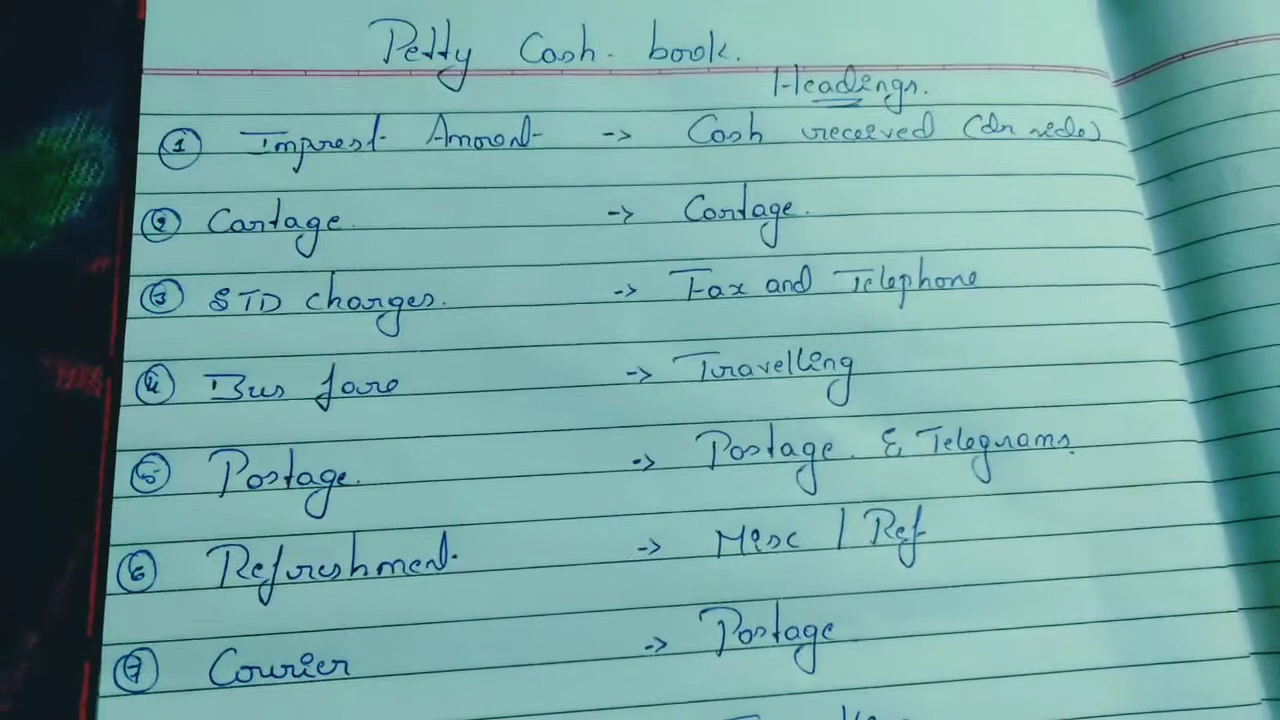 Petty Cash book.
Headings.
① Imprest Amount -> Cash received (dr side)
② Cartage. -> Cartage.
③ STD charges. -> Fax and Telephone
④ Bus fare -> Travelling
⑤ Postage. -> Postage. & Telegrams.
⑥ Refreshment. -> Misc / Ref
⑦ Courier -> Postage